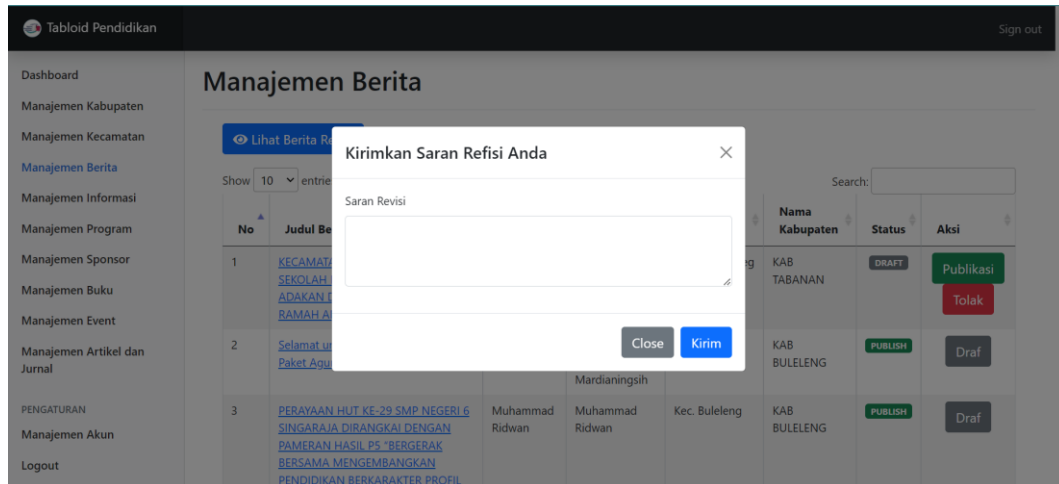 Tabloid Pendidikan
Sign out
Dashboard
Manajemen Kabupaten
Manajemen Kecamatan
Manajemen Berita
Manajemen Informasi
Manajemen Program
Manajemen Sponsor
Manajemen Buku
Manajemen Event
Manajemen Artikel dan
Jurnal
PENGATURAN
Manajemen Akun
Logout
Manajemen Berita
Lihat Berita
Show 10
Search:
Kirimkan Saran Refisi Anda
Saran Revisi
Close Kirim
No Judul Nama Status Aksi
Kabupaten
1 KAB DRAFT Publikasi
SEKOLAH TABANAN
ADAKAN Tolak
RAMAH
2 Selamat KAB PUBLISH Draf
Paket BULELENG
Mardianingsih
3 PERAYAAN HUT KE-29 SMP NEGERI 6 Muhammad Muhammad Kec. Buleleng KAB PUBLISH Draf
SINGARAJA DIRANGKAI DENGAN Ridwan Ridwan BULELENG
PAMERAN HASIL P5 "BERGERAK
BERSAMA MENGEMBANGKAN
PENDIDIKAN BERKARAKTER PROFIL